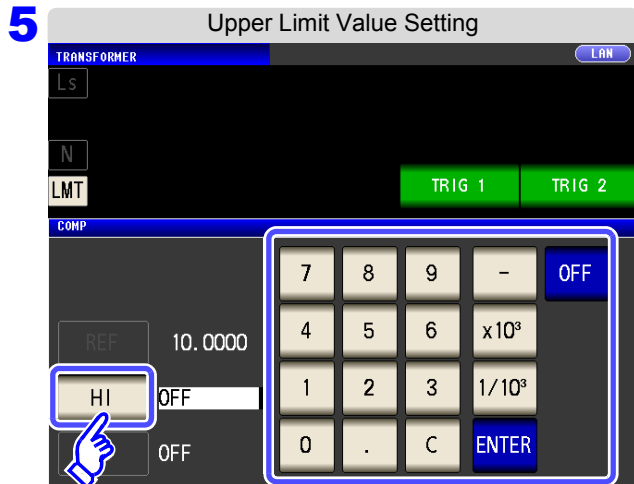 5
Upper Limit Value Setting
TRANSFORMER
LAN
Ls
N
LMT
TRIG 1
TRIG 2
COMP
7 8 9 - OFF
REF 10.0000 4 5 6 x10³
HI OFF 1 2 3 1/10³
OFF 0 . C ENTER